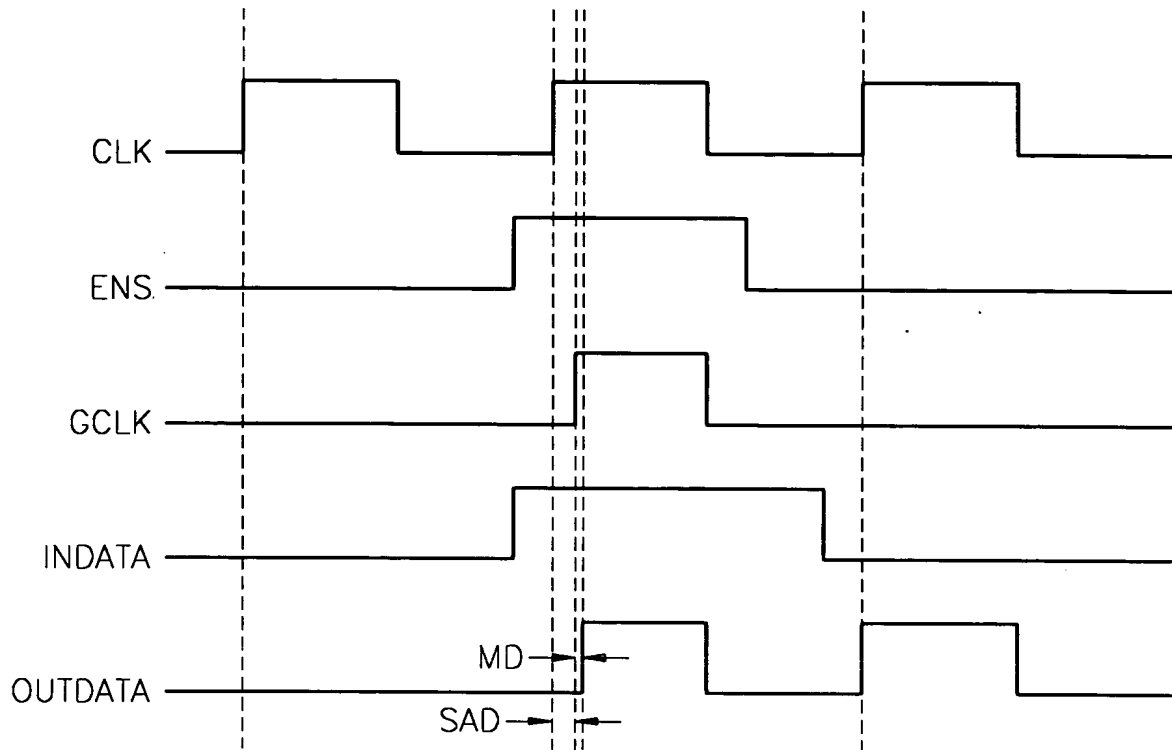 CLK
ENS.
GCLK
INDATA
MD
OUTDATA
SAD